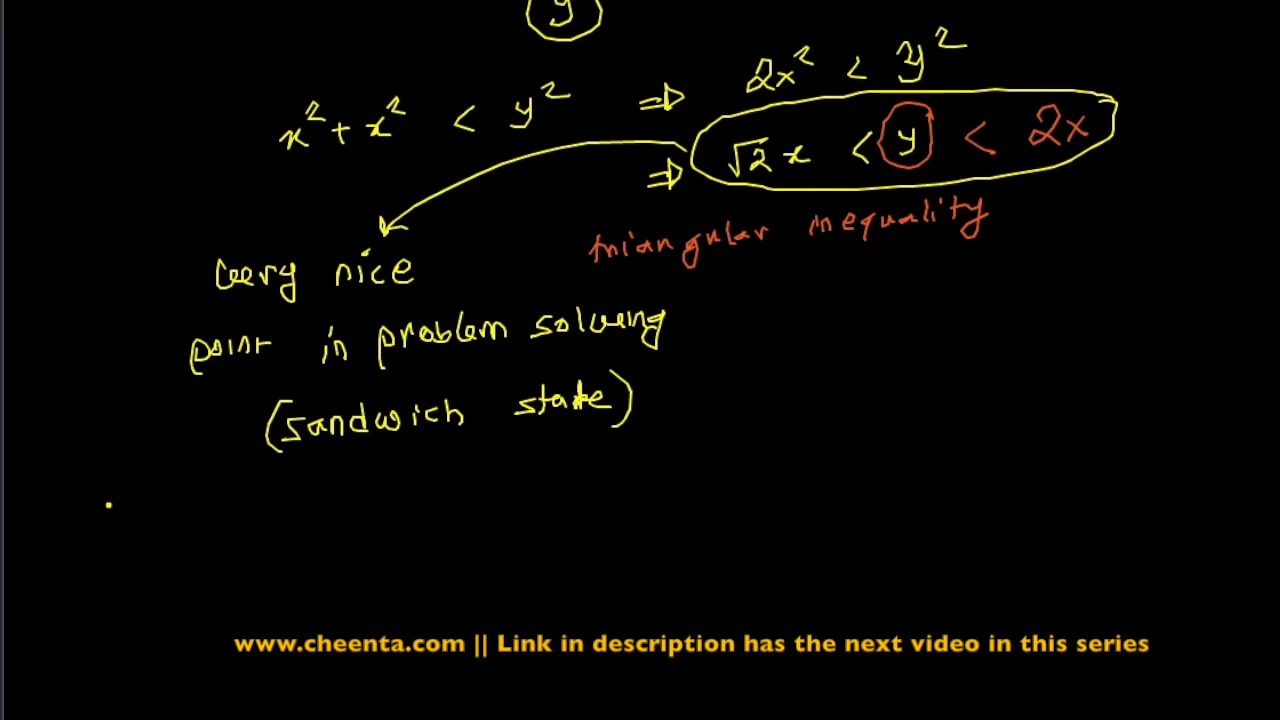 y
x² + x² < y² ⇒ 2x² < y²
⇒ √2 x < y < 2x
triangular inequality
very nice
point in problem solving
(sandwich state)
www.cheenta.com || Link in description has the next video in this series